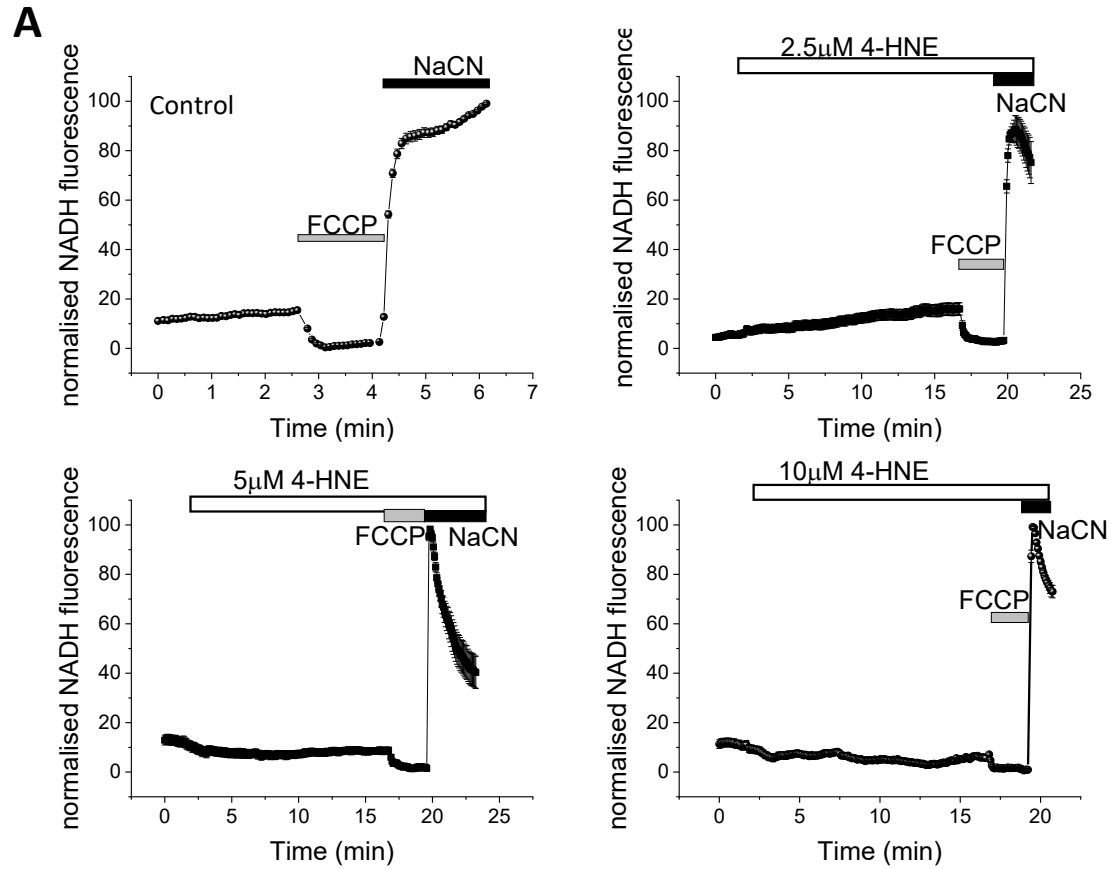 A
normalised NADH fluorescence
100
80
60
40
20
0
Control
NaCN
FCCP
0 1 2 3 4 5 6 7
Time (min)
normalised NADH fluorescence
100
80
60
40
20
0
2.5μM 4-HNE
NaCN
FCCP
0 5 10 15 20 25
Time (min)
normalised NADH fluorescence
100
80
60
40
20
0
5μM 4-HNE
FCCP NaCN
0 5 10 15 20 25
Time (min)
normalised NADH fluorescence
100
80
60
40
20
0
10μM 4-HNE
NaCN
FCCP
0 5 10 15 20
Time (min)